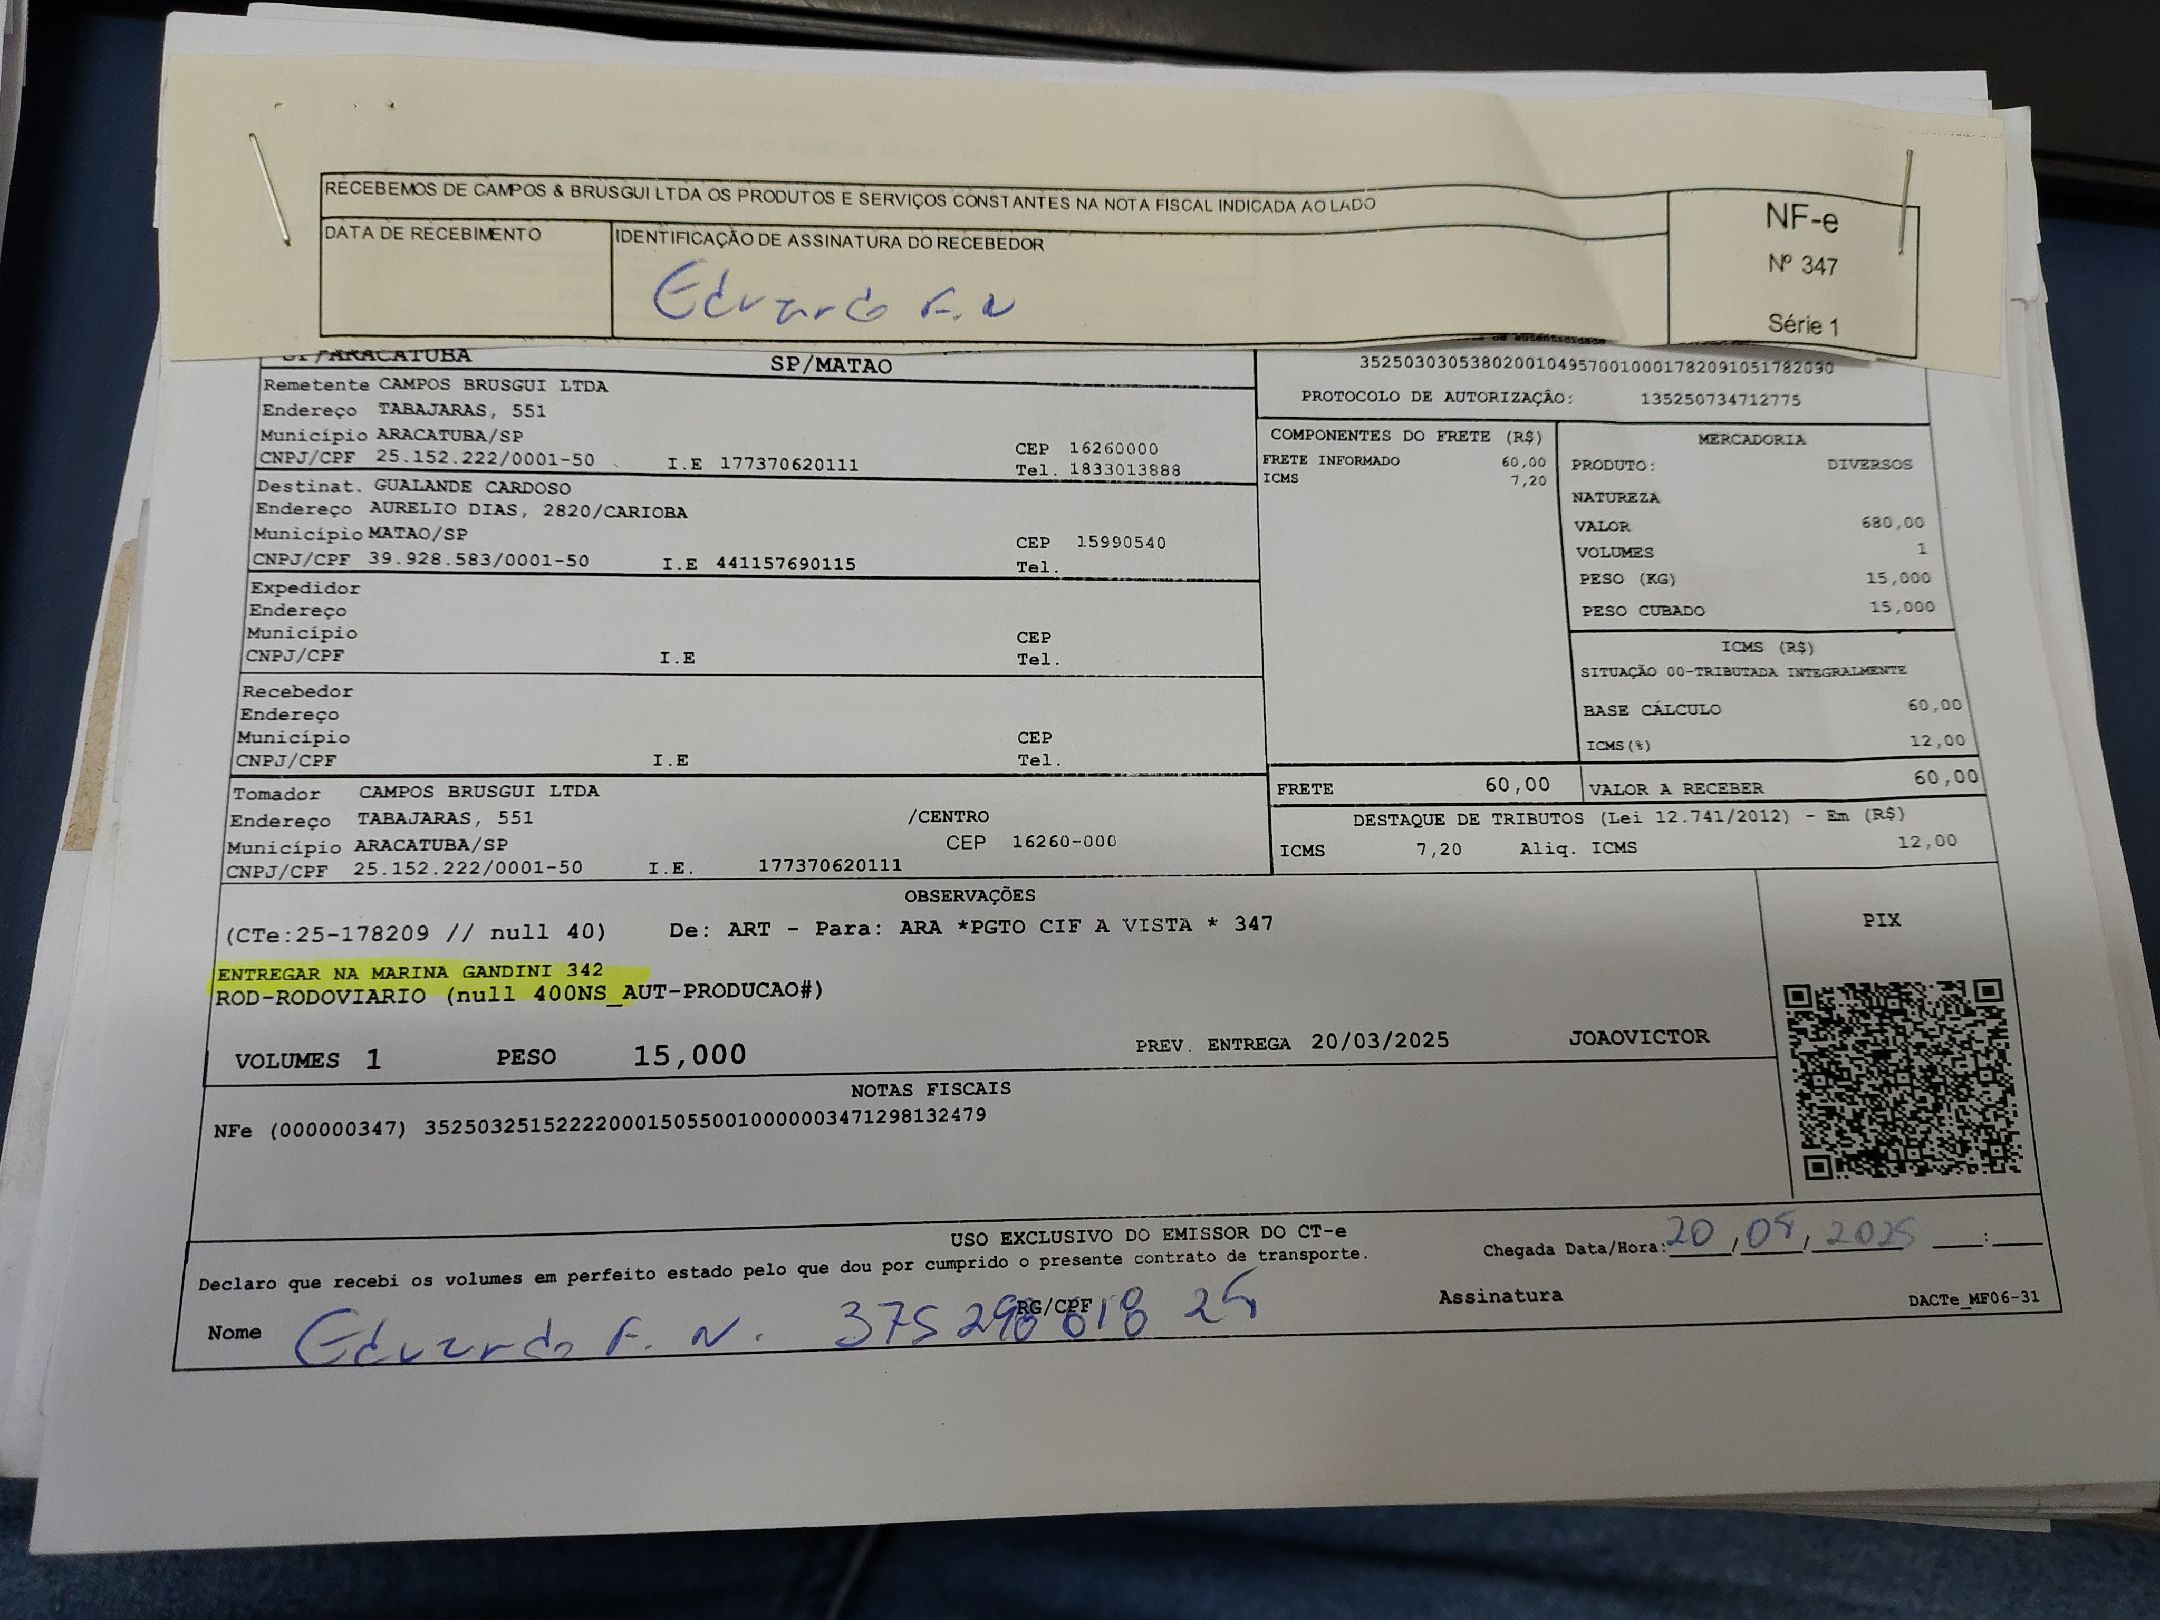 RECEBEMOS DE CAMPOS & BRUSGUI LTDA OS PRODUTOS E SERVIÇOS CONSTANTES NA NOTA FISCAL INDICADA AO LADO
DATA DE RECEBIMENTO
IDENTIFICAÇÃO DE ASSINATURA DO RECEBEDOR
Eduardo F. N
NF-e
Nº 347
Série 1
SP/ARACATUBA SP/MATAO
35250303053802001049570010001782091051782090
PROTOCOLO DE AUTORIZAÇÃO: 135250734712775
Remetente CAMPOS BRUSGUI LTDA
Endereço TABAJARAS, 551
Município ARACATUBA/SP CEP 16260000
CNPJ/CPF 25.152.222/0001-50 I.E 177370620111 Tel. 1833013888
Destinat. GUALANDE CARDOSO
Endereço AURELIO DIAS, 2820/CARIOBA
Município MATAO/SP CEP 15990540
CNPJ/CPF 39.928.583/0001-50 I.E 441157690115 Tel.
Expedidor
Endereço
Município CEP
CNPJ/CPF I.E Tel.
Recebedor
Endereço
Município CEP
CNPJ/CPF I.E Tel.
Tomador CAMPOS BRUSGUI LTDA
Endereço TABAJARAS, 551 /CENTRO
Município ARACATUBA/SP CEP 16260-000
CNPJ/CPF 25.152.222/0001-50 I.E. 177370620111
COMPONENTES DO FRETE (R$)
FRETE INFORMADO 60,00
ICMS 7,20
MERCADORIA
PRODUTO: DIVERSOS
NATUREZA
VALOR 680,00
VOLUMES 1
PESO (KG) 15,000
PESO CUBADO 15,000
ICMS (R$)
SITUAÇÃO 00-TRIBUTADA INTEGRALMENTE
BASE CÁLCULO 60,00
ICMS(%) 12,00
FRETE 60,00 VALOR A RECEBER 60,00
DESTAQUE DE TRIBUTOS (Lei 12.741/2012) - Em (R$)
ICMS 7,20 Aliq. ICMS 12,00
OBSERVAÇÕES
(CTe:25-178209 // null 40) De: ART - Para: ARA *PGTO CIF A VISTA * 347
ENTREGAR NA MARINA GANDINI 342
ROD-RODOVIARIO (null 400NS_AUT-PRODUCAO#)
VOLUMES 1 PESO 15,000 PREV. ENTREGA 20/03/2025 JOAOVICTOR
PIX
NOTAS FISCAIS
NFe (000000347) 35250325152222000150550010000003471298132479
USO EXCLUSIVO DO EMISSOR DO CT-e
Declaro que recebi os volumes em perfeito estado pelo que dou por cumprido o presente contrato de transporte.
Chegada Data/Hora: 20, , 2025 :
Nome Eduardo F. N. RG/CPF Assinatura
DACTe_MF06-31